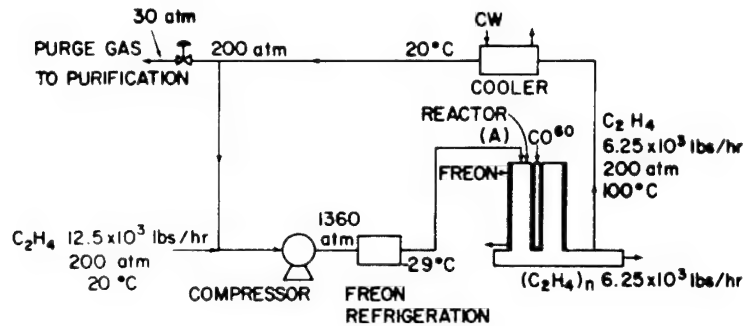 30 atm
PURGE GAS
TO PURIFICATION
200 atm
20°C
CW
COOLER
REACTOR
(A)
CO⁶⁰
FREON
C₂H₄
6.25x10³ lbs/hr
200 atm
100°C
C₂H₄ 12.5x10³ lbs/hr
200 atm
20°C
1360
atm
-29°C
COMPRESSOR
FREON
REFRIGERATION
(C₂H₄)n 6.25x10³ lbs/hr